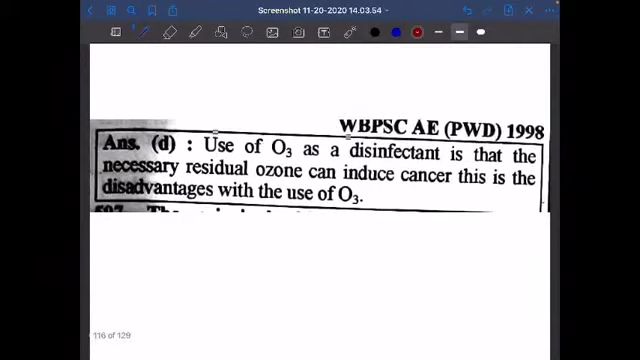 Screenshot 11-20-2020 14.03.54
WBPSC AE (PWD) 1998
Ans. (d) : Use of O₃ as a disinfectant is that the
necessary residual ozone can induce cancer this is the
disadvantages with the use of O₃.
116 of 129